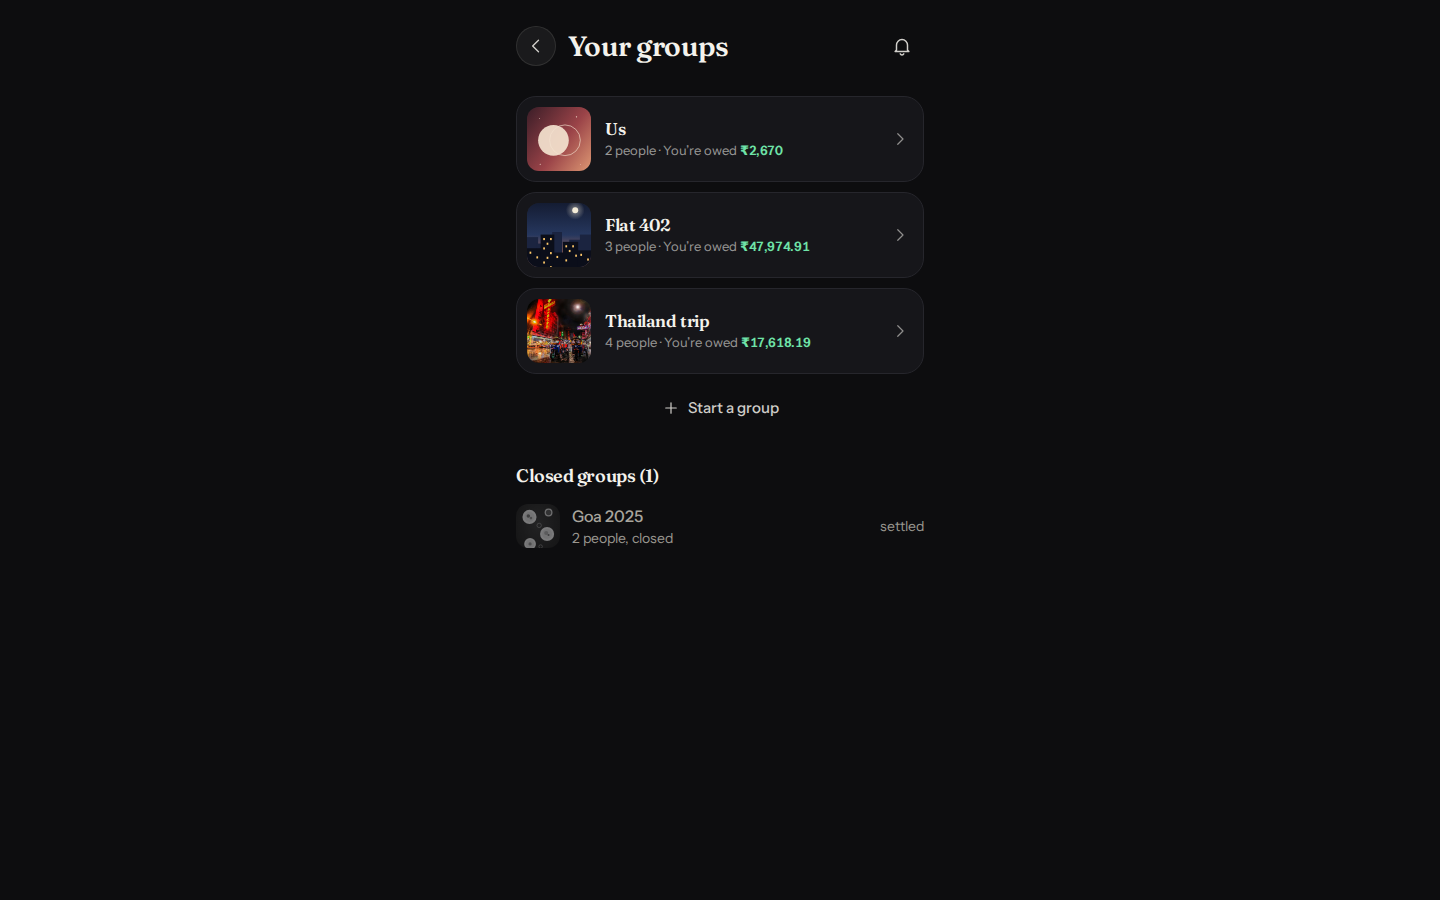 Your groups
Us
2 people · You're owed ₹2,670
Flat 402
3 people · You're owed ₹47,974.91
Thailand trip
4 people · You're owed ₹17,618.19
Start a group
Closed groups (1)
Goa 2025
2 people, closed
settled